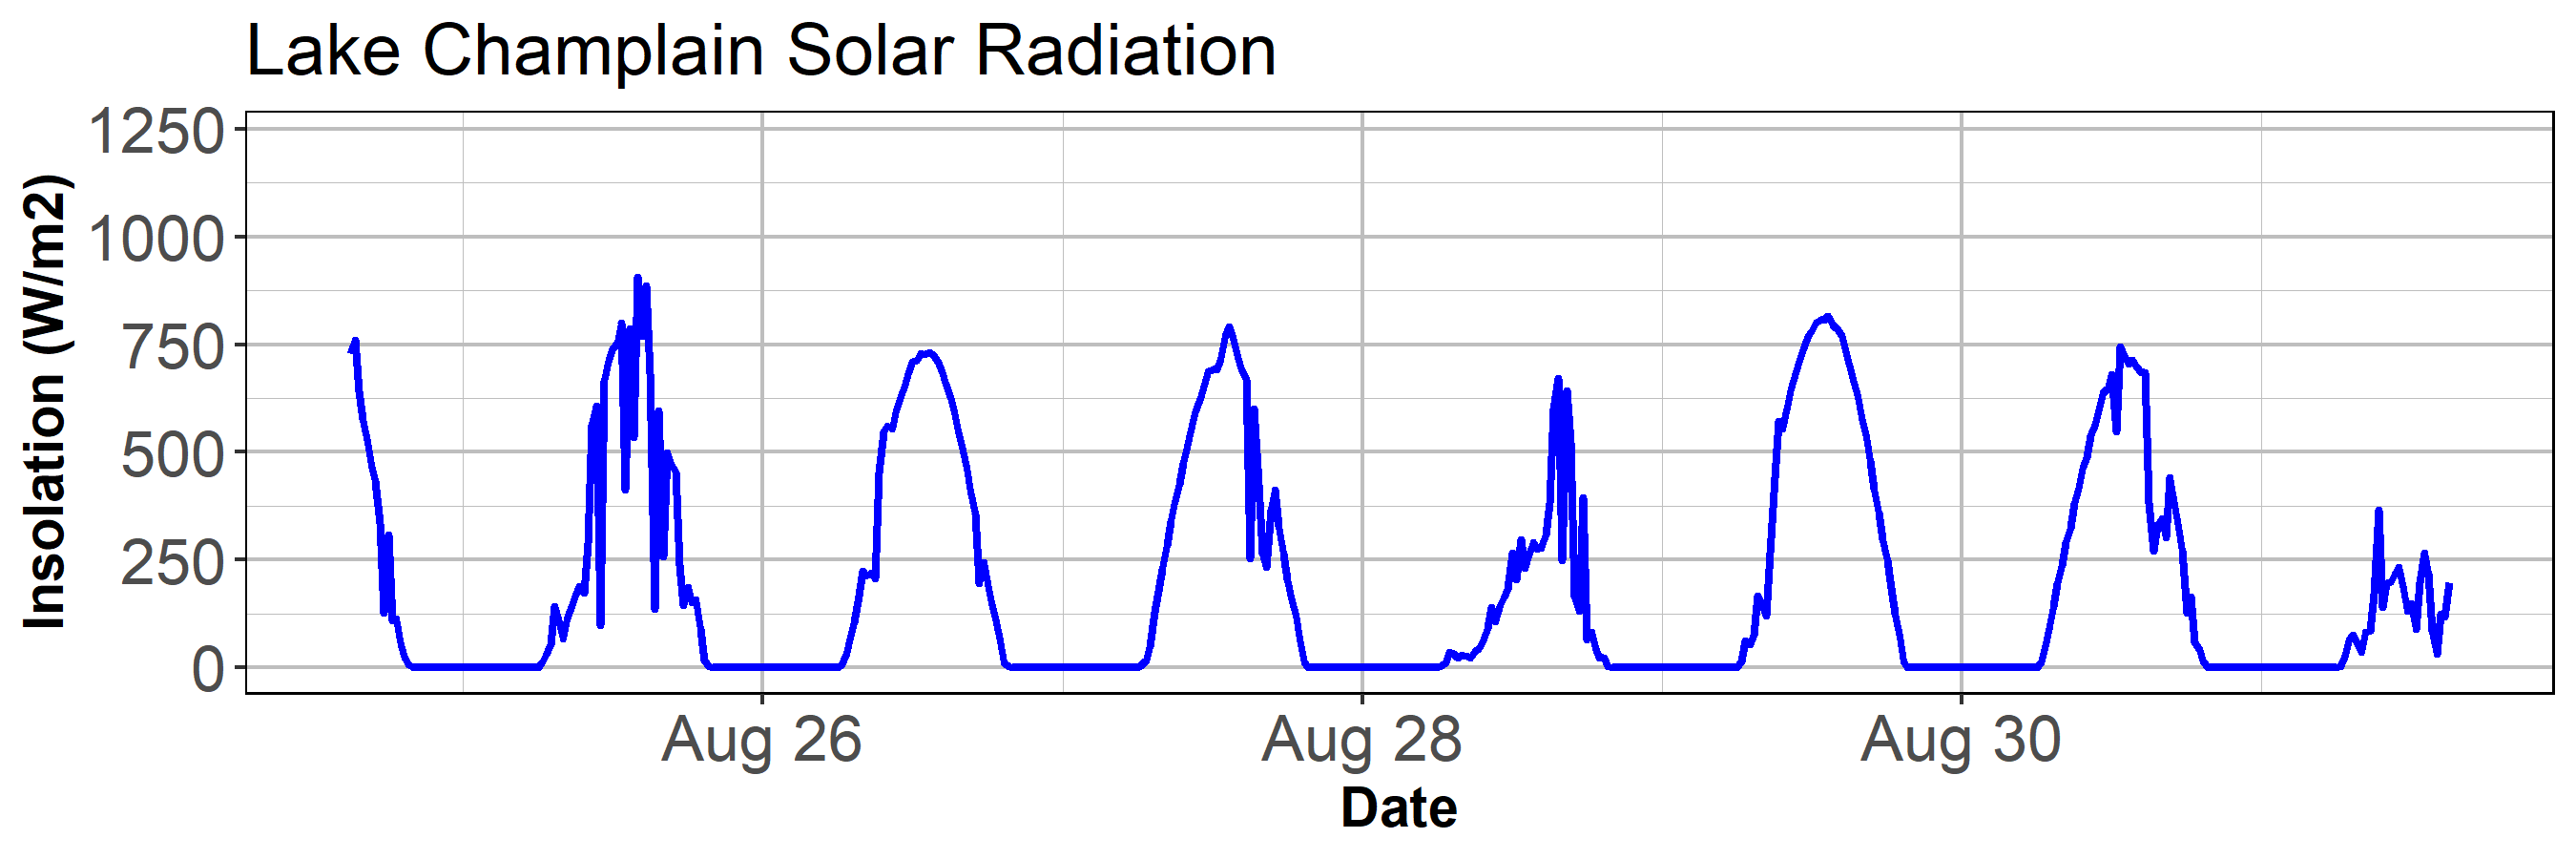 Lake Champlain Solar Radiation
Insolation (W/m2)
1250
1000
750
500
250
0
Aug 26
Aug 28
Aug 30
Date